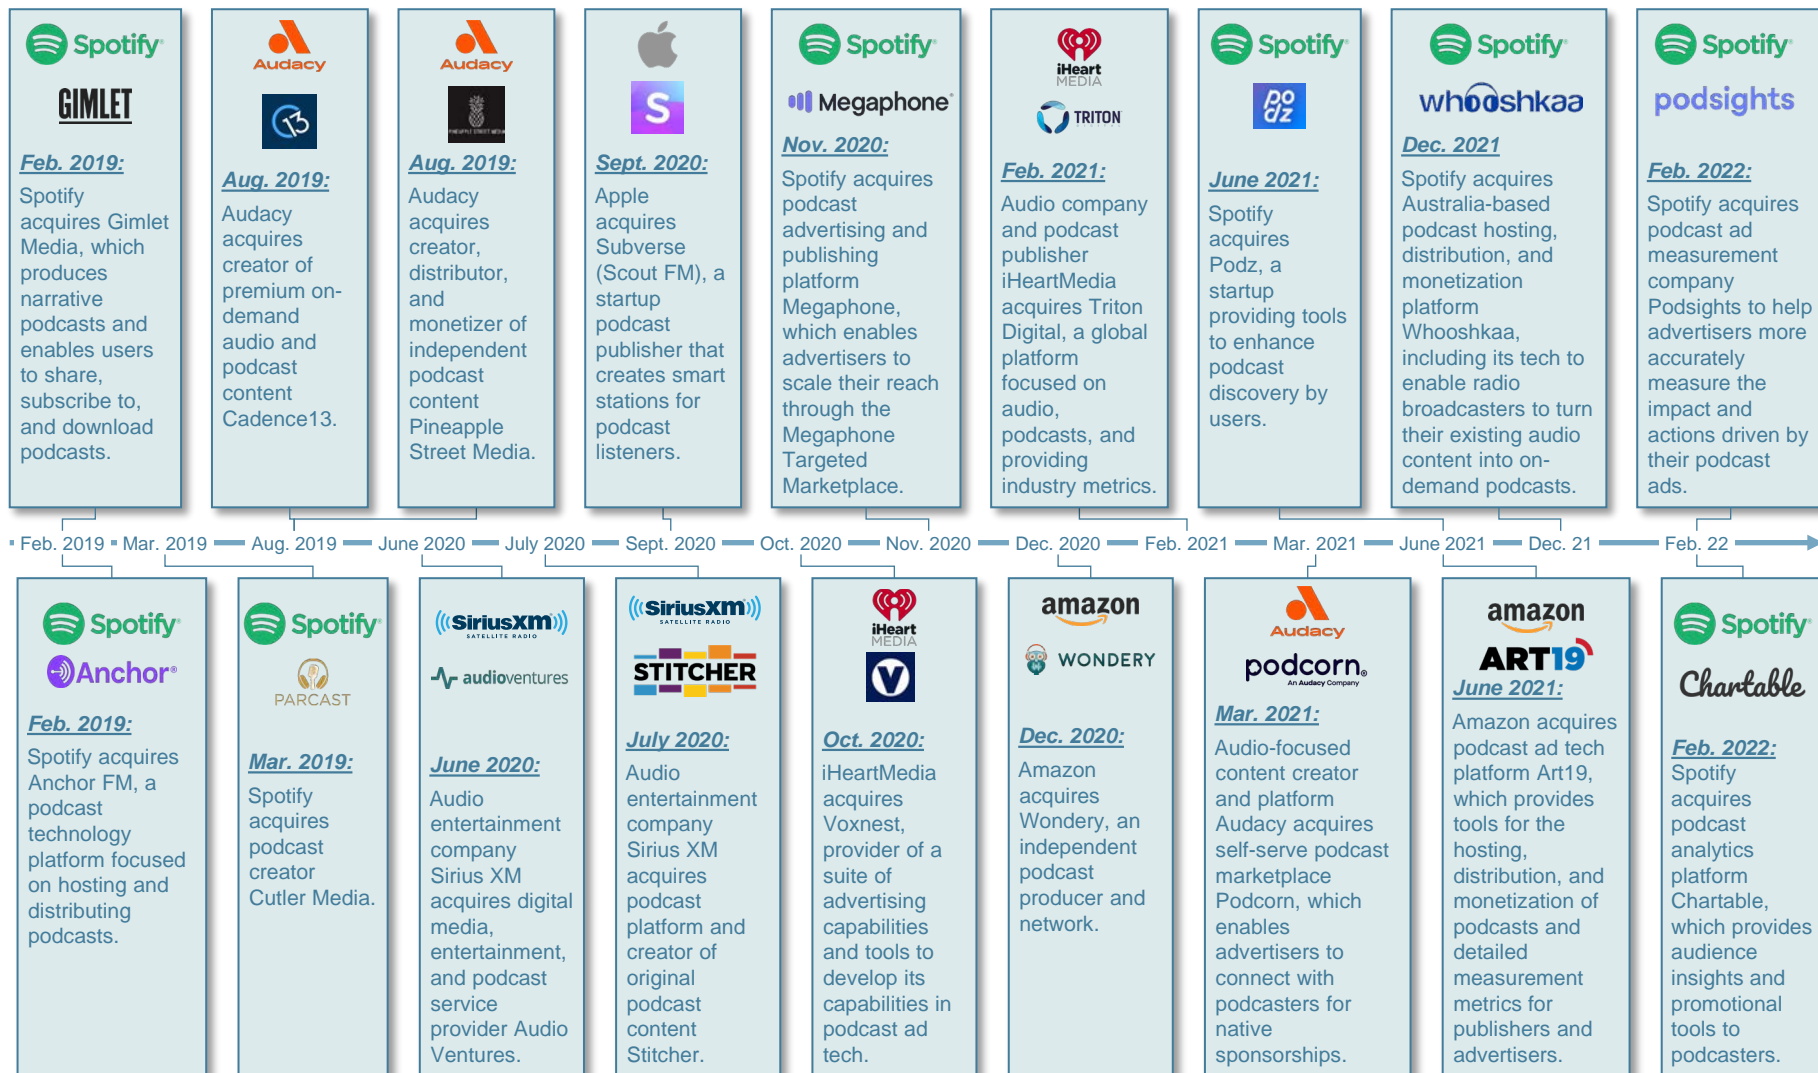 Spotify
GIMLET
Feb. 2019:
Spotify
acquires Gimlet
Media, which
produces
narrative
podcasts and
enables users
to share,
subscribe to,
and download
podcasts.
Audacy
C13
Aug. 2019:
Audacy
acquires
creator of
premium on-
demand
audio and
podcast
content
Cadence13.
Audacy
PINEAPPLE STREET MEDIA
Aug. 2019:
Audacy
acquires
creator,
distributor,
and
monetizer of
independent
podcast
content
Pineapple
Street Media.
S
Sept. 2020:
Apple
acquires
Subverse
(Scout FM), a
startup
podcast
publisher that
creates smart
stations for
podcast
listeners.
Spotify
Megaphone
Nov. 2020:
Spotify acquires
podcast
advertising and
publishing
platform
Megaphone,
which enables
advertisers to
scale their reach
through the
Megaphone
Targeted
Marketplace.
iHeart
MEDIA
TRITON
Feb. 2021:
Audio company
and podcast
publisher
iHeartMedia
acquires Triton
Digital, a global
platform
focused on
audio,
podcasts, and
providing
industry metrics.
Spotify
podz
June 2021:
Spotify
acquires
Podz, a
startup
providing tools
to enhance
podcast
discovery by
users.
Spotify
whooshkaa
Dec. 2021
Spotify acquires
Australia-based
podcast hosting,
distribution, and
monetization
platform
Whooshkaa,
including its tech to
enable radio
broadcasters to turn
their existing audio
content into on-
demand podcasts.
Spotify
podsights
Feb. 2022:
Spotify acquires
podcast ad
measurement
company
Podsights to help
advertisers more
accurately
measure the
impact and
actions driven by
their podcast
ads.
Feb. 2019 Mar. 2019 Aug. 2019 June 2020 July 2020 Sept. 2020 Oct. 2020 Nov. 2020 Dec. 2020 Feb. 2021 Mar. 2021 June 2021 Dec. 21 Feb. 22
Spotify
Anchor®
Feb. 2019:
Spotify acquires
Anchor FM, a
podcast
technology
platform focused
on hosting and
distributing
podcasts.
Spotify
PARCAST
Mar. 2019:
Spotify
acquires
podcast
creator
Cutler Media.
((SiriusXM))
SATELLITE RADIO
audioventures
June 2020:
Audio
entertainment
company
Sirius XM
acquires digital
media,
entertainment,
and podcast
service
provider Audio
Ventures.
((SiriusXM))
SATELLITE RADIO
STITCHER
July 2020:
Audio
entertainment
company
Sirius XM
acquires
podcast
platform and
creator of
original
podcast
content
Stitcher.
iHeart
MEDIA
V
Oct. 2020:
iHeartMedia
acquires
Voxnest,
provider of a
suite of
advertising
capabilities
and tools to
develop its
capabilities in
podcast ad
tech.
amazon
WONDERY
Dec. 2020:
Amazon
acquires
Wondery, an
independent
podcast
producer and
network.
Audacy
podcorn®
An Audacy Company
Mar. 2021:
Audio-focused
content creator
and platform
Audacy acquires
self-serve podcast
marketplace
Podcorn, which
enables
advertisers to
connect with
podcasters for
native
sponsorships.
amazon
ART19
June 2021:
Amazon acquires
podcast ad tech
platform Art19,
which provides
tools for the
hosting,
distribution, and
monetization of
podcasts and
detailed
measurement
metrics for
publishers and
advertisers.
Spotify
Chartable
Feb. 2022:
Spotify
acquires
podcast
analytics
platform
Chartable,
which provides
audience
insights and
promotional
tools to
podcasters.